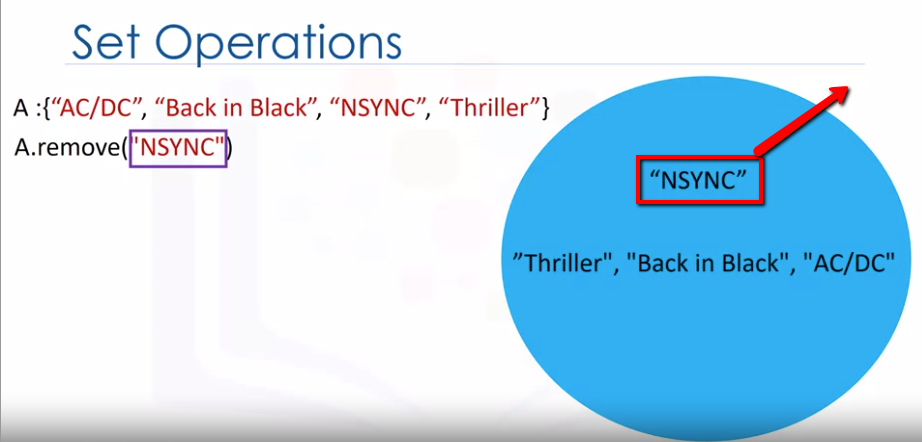 Set Operations
A :{“AC/DC”, “Back in Black”, “NSYNC”, “Thriller”}
A.remove("NSYNC")
“NSYNC”
”Thriller", "Back in Black", "AC/DC"